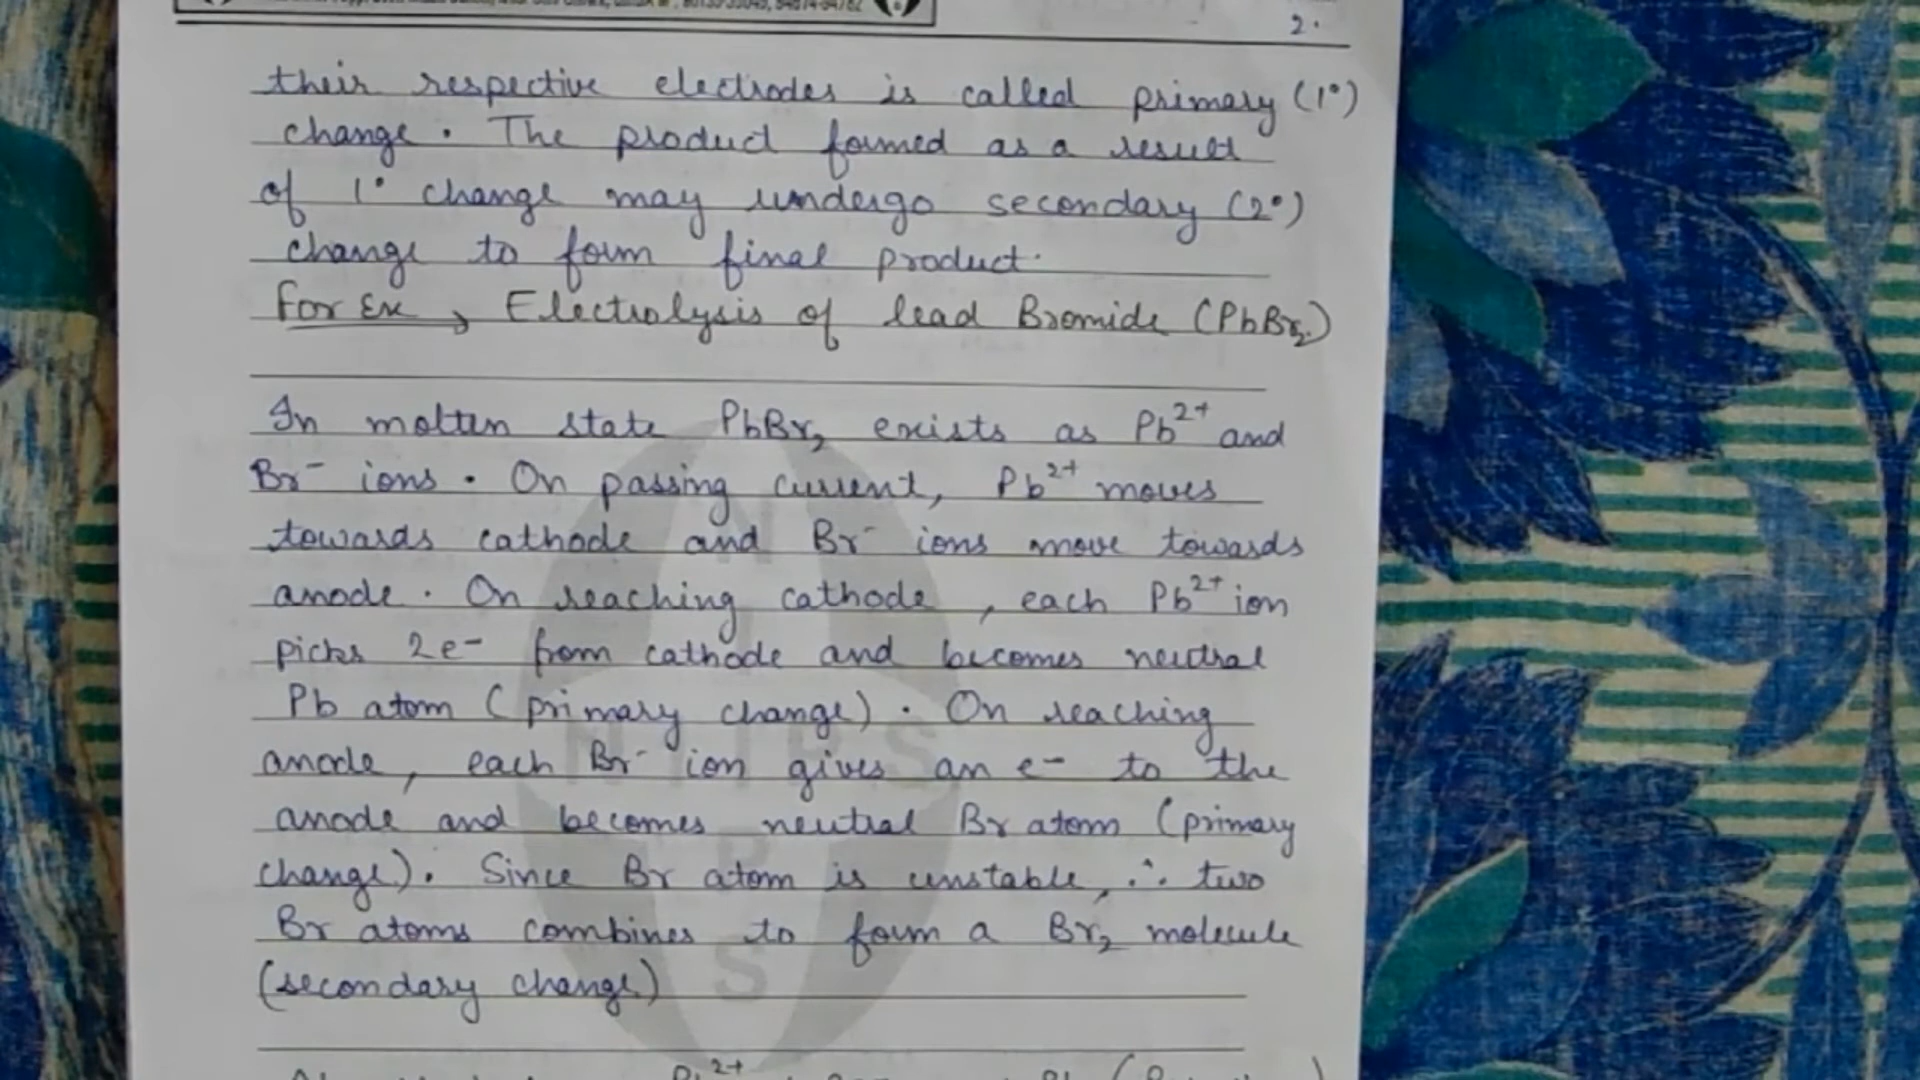 2.
their respective electrodes is called primary (1°)
change. The product formed as a result
of 1° change may undergo secondary (2°)
change to form final product.
For Ex → Electrolysis of lead Bromide (PbBr₂)
In molten state PbBr₂ exists as Pb²⁺ and
Br⁻ ions. On passing current, Pb²⁺ moves
towards cathode and Br⁻ ions move towards
anode. On reaching cathode, each Pb²⁺ ion
picks 2e⁻ from cathode and becomes neutral
Pb atom (primary change). On reaching
anode, each Br⁻ ion gives an e⁻ to the
anode and becomes neutral Br atom (primary
change). Since Br atom is unstable, ∴ two
Br atoms combines to form a Br₂ molecule
(secondary change)